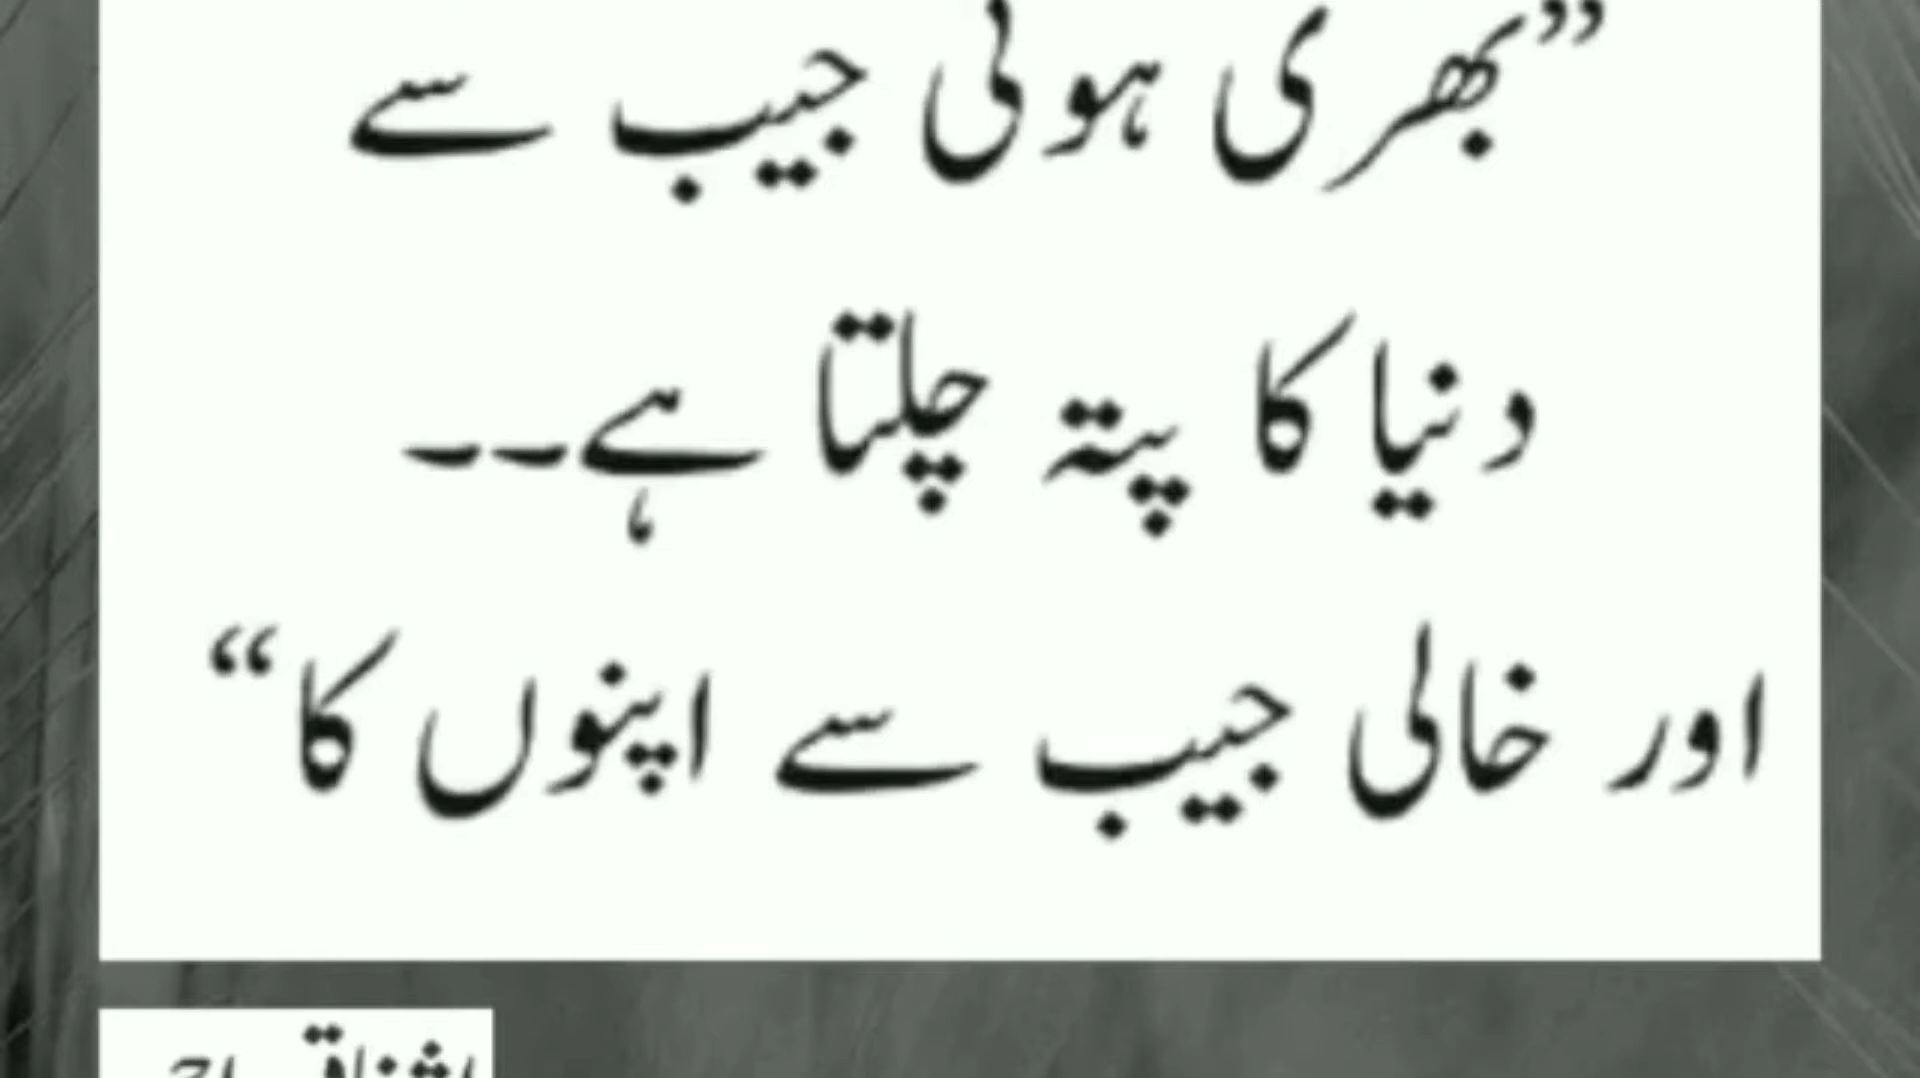 ”بھری ہوئی جیب سے
دنیا کا پتہ چلتا ہے۔۔
اور خالی جیب سے اپنوں کا“